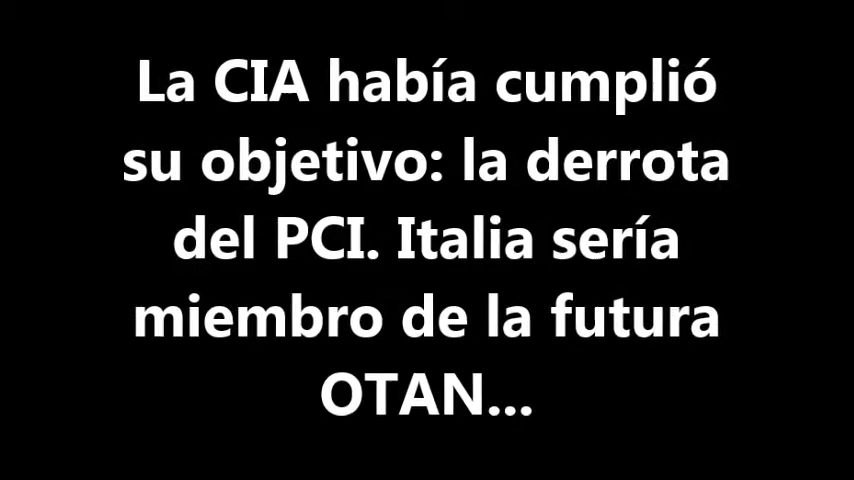 La CIA había cumplió
su objetivo: la derrota
del PCI. Italia sería
miembro de la futura
OTAN...